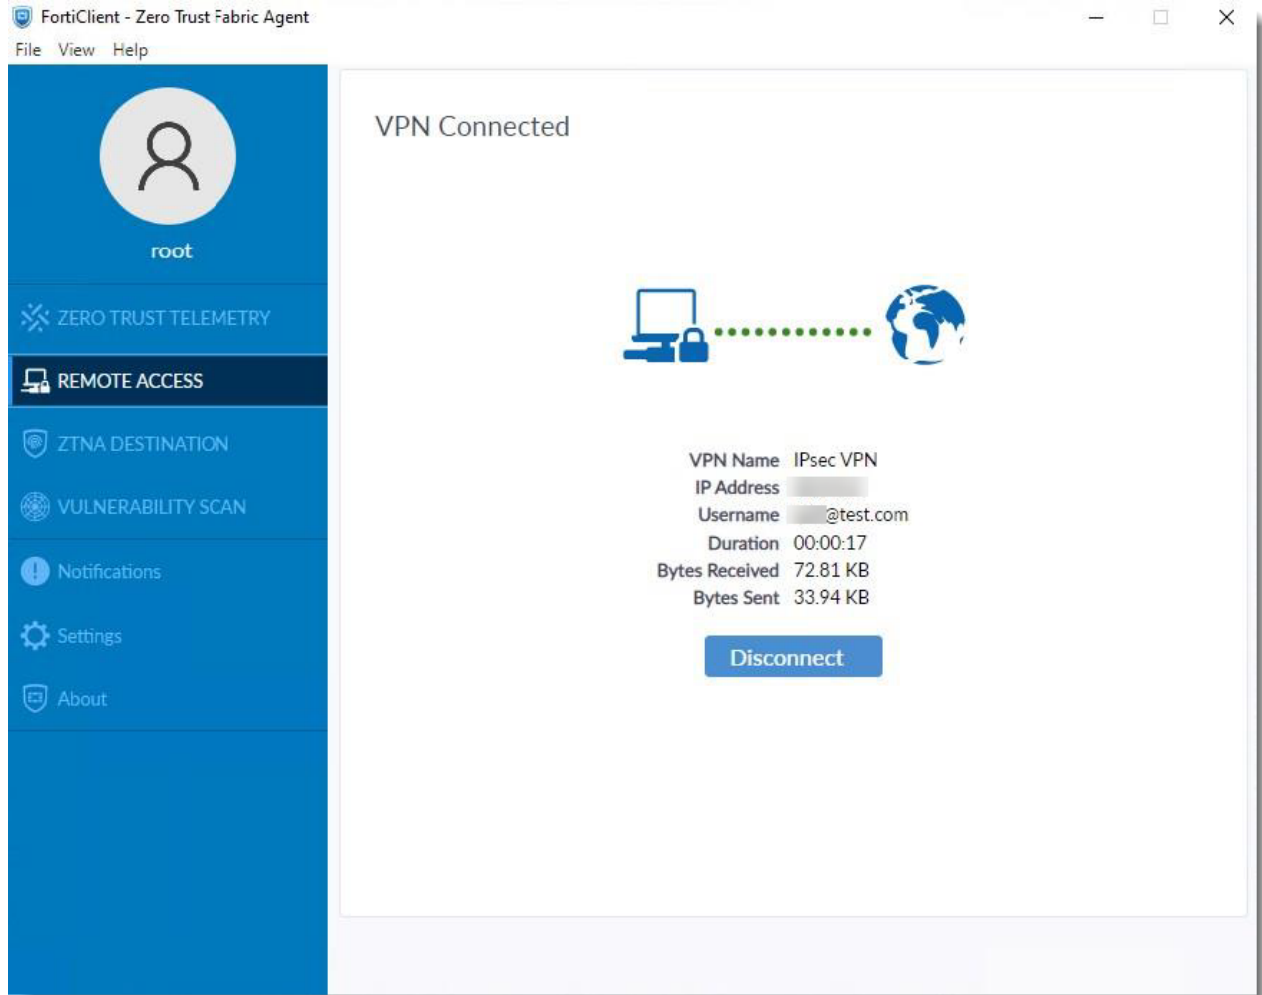 FortiClient - Zero Trust Fabric Agent
File View Help
root
ZERO TRUST TELEMETRY
REMOTE ACCESS
ZTNA DESTINATION
VULNERABILITY SCAN
Notifications
Settings
About
VPN Connected
VPN Name IPsec VPN
IP Address
Username @test.com
Duration 00:00:17
Bytes Received 72.81 KB
Bytes Sent 33.94 KB
Disconnect